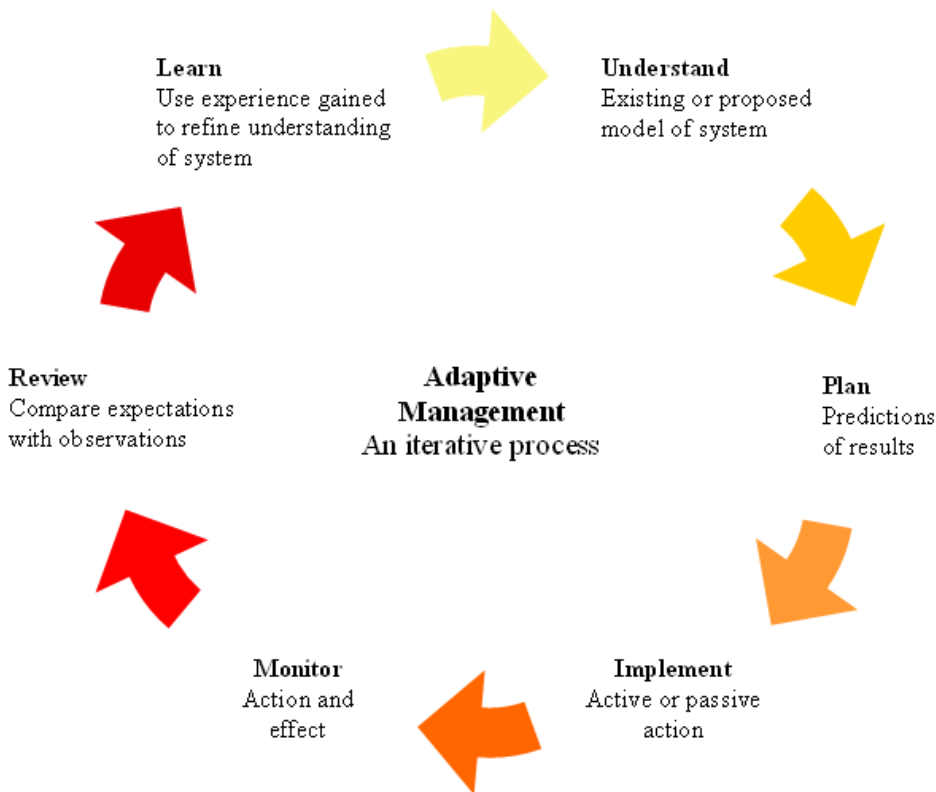 Learn
Use experience gained
to refine understanding
of system
Understand
Existing or proposed
model of system
Plan
Predictions
of results
Implement
Active or passive
action
Monitor
Action and
effect
Review
Compare expectations
with observations
Adaptive
Management
An iterative process